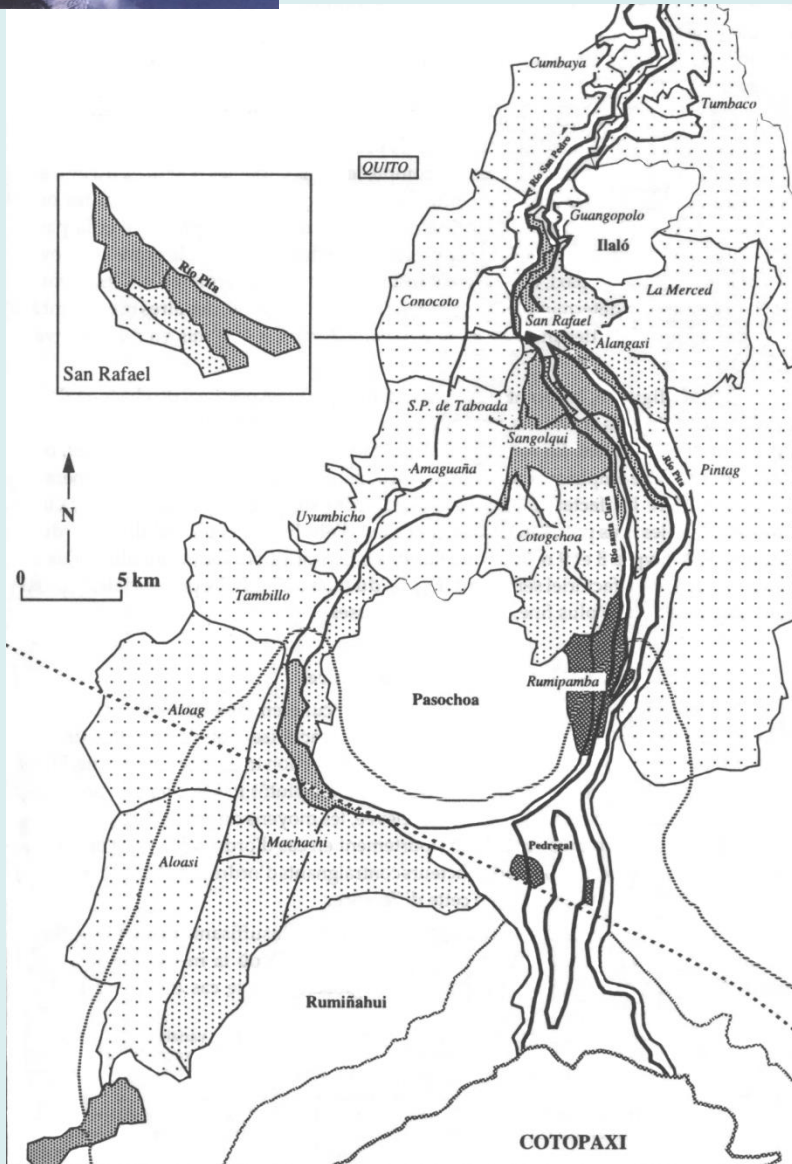 Cumbaya
Tumbaco
QUITO
Río San Pedro
Guangopolo
Ilaló
Río Pita
La Merced
Conocoto
San Rafael
Alangasi
San Rafael
S.P. de Taboada
Sangolqui
Río Pita
Pintag
Amaguaña
N
Uyumbicho
Cotogchoa
Río santa Clara
0 5 km
Tambillo
Rumipamba
Pasochoa
Aloag
Machachi
Pedregal
Aloasi
Rumiñahui
COTOPAXI